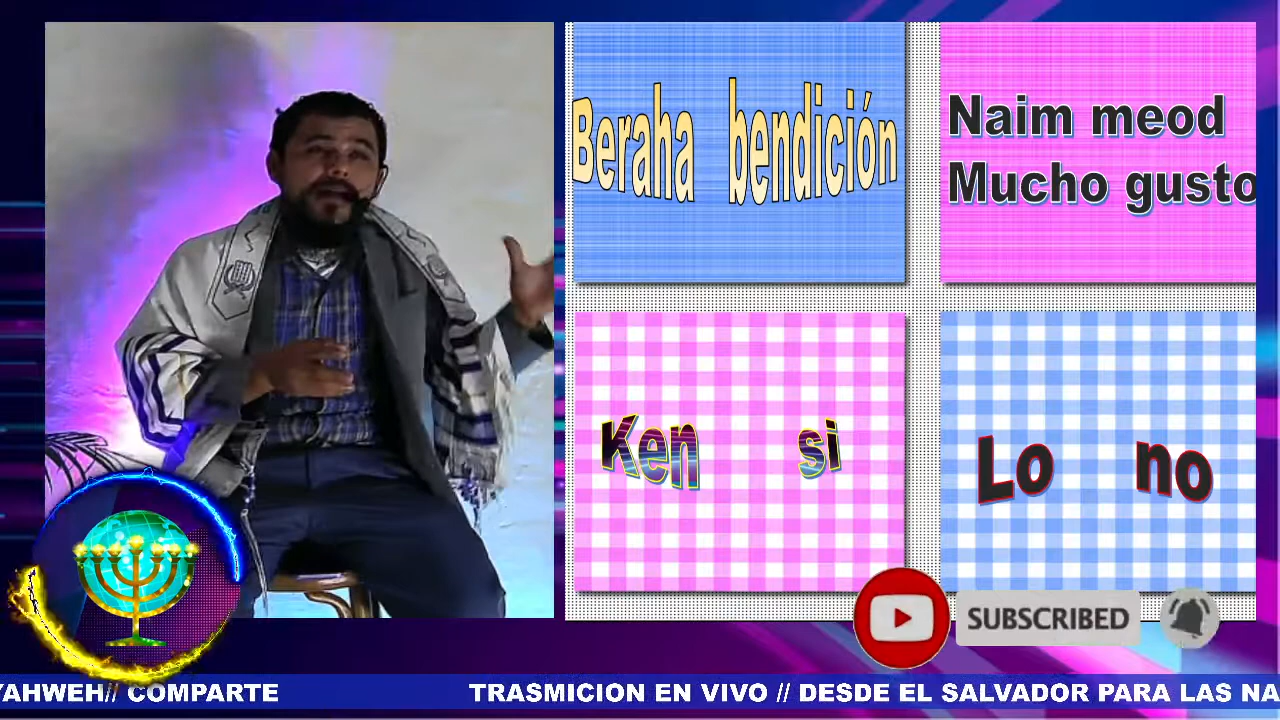 Beraha bendición
Naim meod
Mucho gusto
Ken si
Lo no
SUBSCRIBED
YAHWEH// COMPARTE TRASMICION EN VIVO // DESDE EL SALVADOR PARA LAS NA